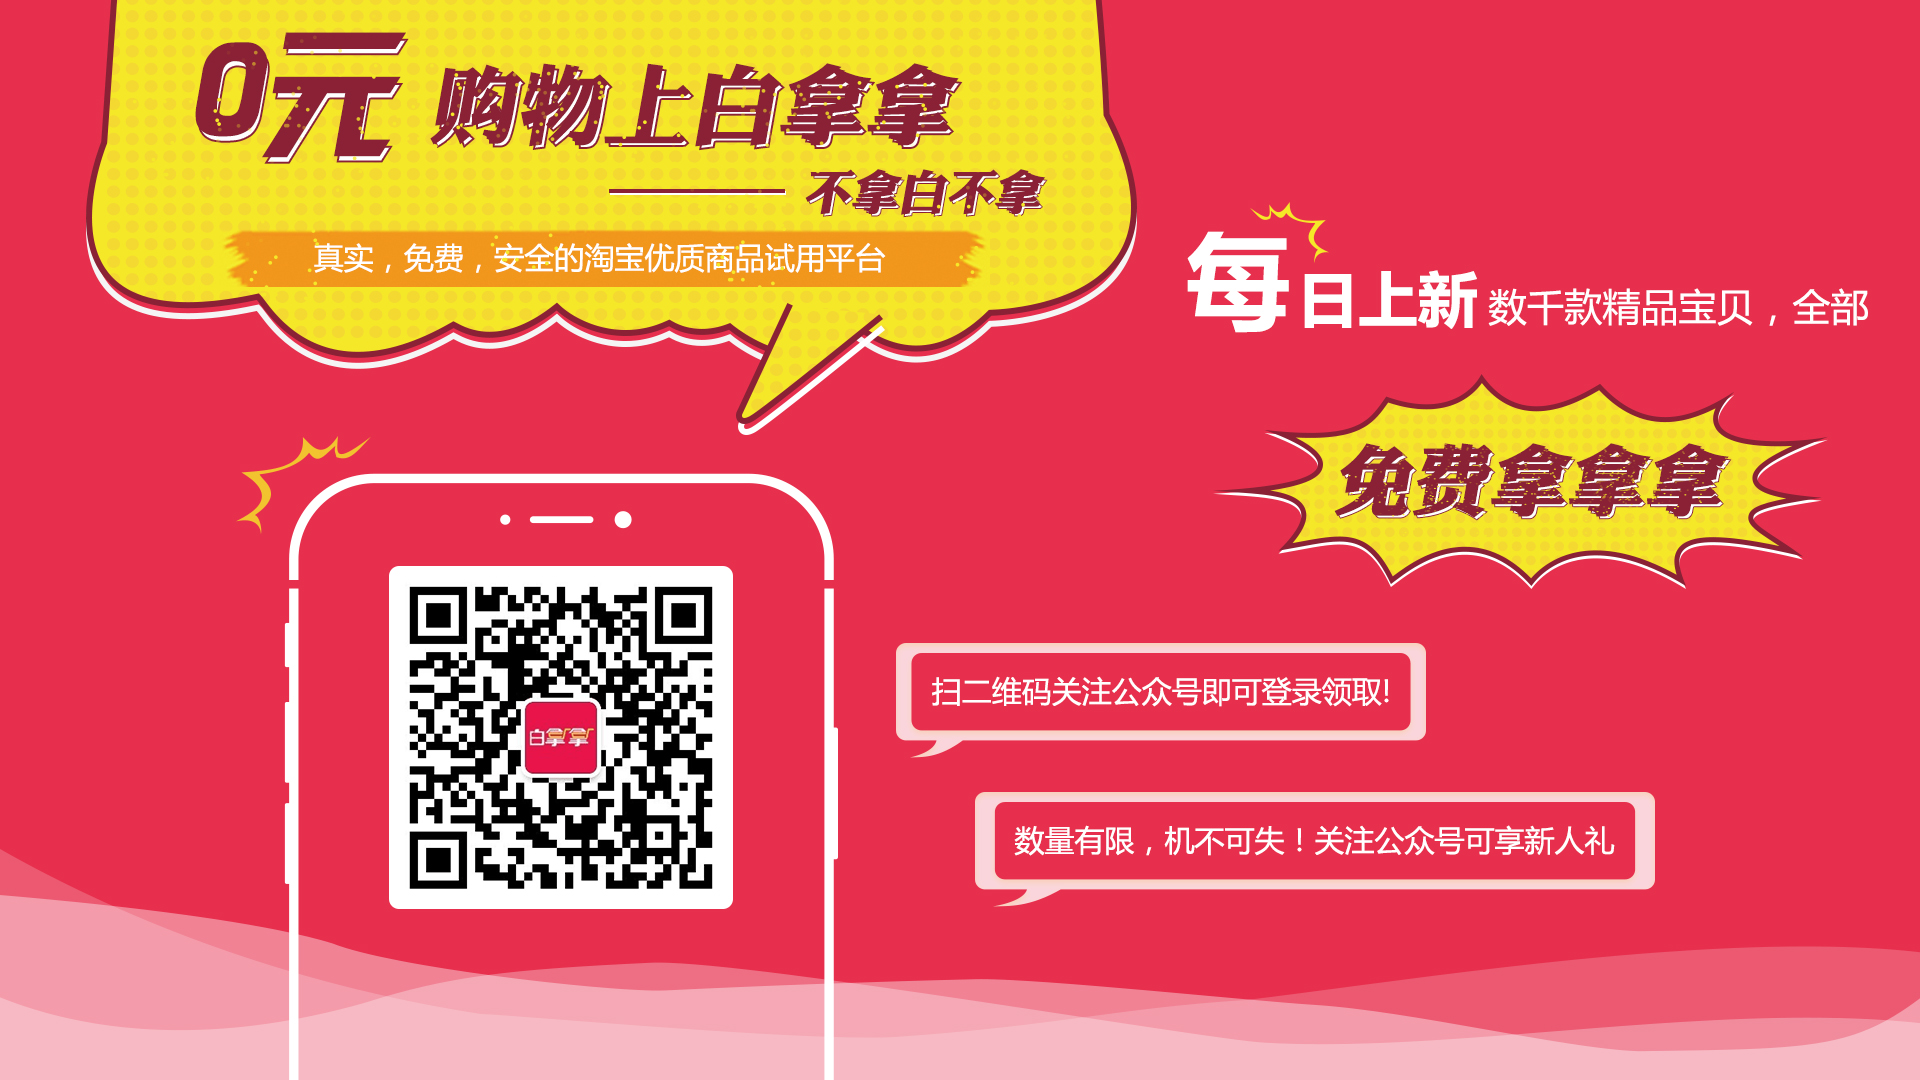 0元 购物上白拿拿
不拿白不拿
真实，免费，安全的淘宝优质商品试用平台
每日上新 数千款精品宝贝，全部
免费拿拿拿
白拿拿
扫二维码关注公众号即可登录领取!
数量有限，机不可失！关注公众号可享新人礼